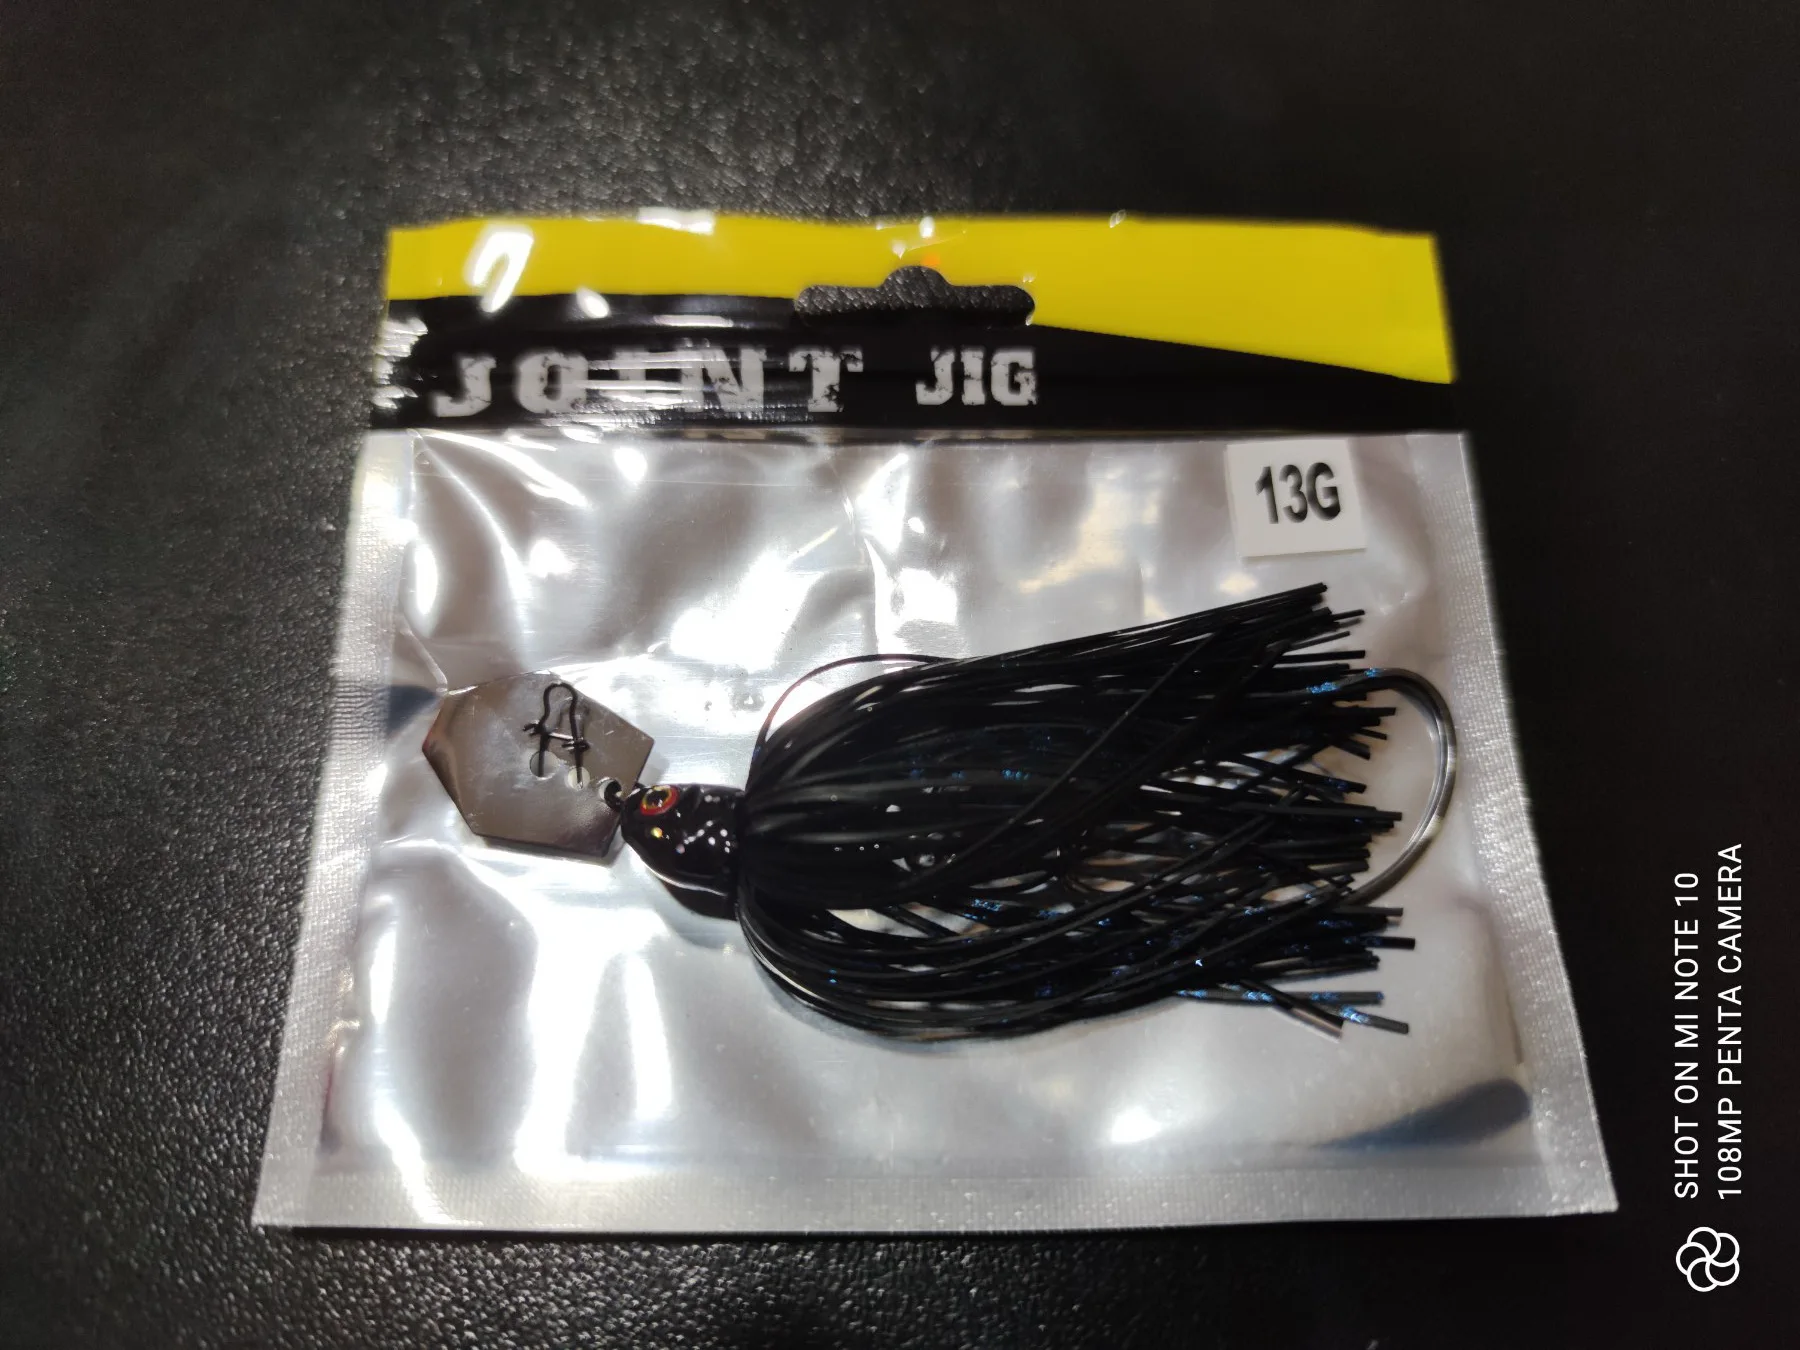 JOINT JIG
13G
SHOT ON MI NOTE 10
108MP PENTA CAMERA